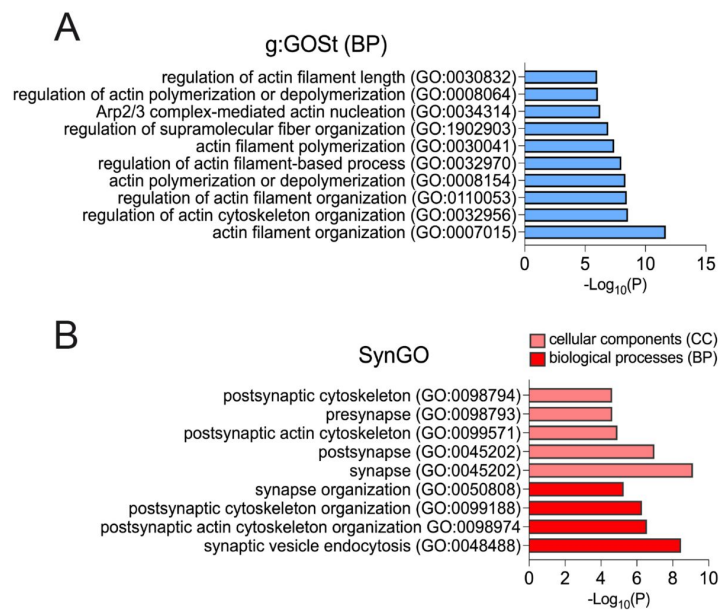 A
g:GOSt (BP)
regulation of actin filament length (GO:0030832)
regulation of actin polymerization or depolymerization (GO:0008064)
Arp2/3 complex-mediated actin nucleation (GO:0034314)
regulation of supramolecular fiber organization (GO:1902903)
actin filament polymerization (GO:0030041)
regulation of actin filament-based process (GO:0032970)
actin polymerization or depolymerization (GO:0008154)
regulation of actin filament organization (GO:0110053)
regulation of actin cytoskeleton organization (GO:0032956)
actin filament organization (GO:0007015)
0 5 10 15
-Log10(P)
B
SynGO
cellular components (CC)
biological processes (BP)
postsynaptic cytoskeleton (GO:0098794)
presynapse (GO:0098793)
postsynaptic actin cytoskeleton (GO:0099571)
postsynapse (GO:0045202)
synapse (GO:0045202)
synapse organization (GO:0050808)
postsynaptic cytoskeleton organization (GO:0099188)
postsynaptic actin cytoskeleton organization GO:0098974
synaptic vesicle endocytosis (GO:0048488)
0 2 4 6 8 10
-Log10(P)